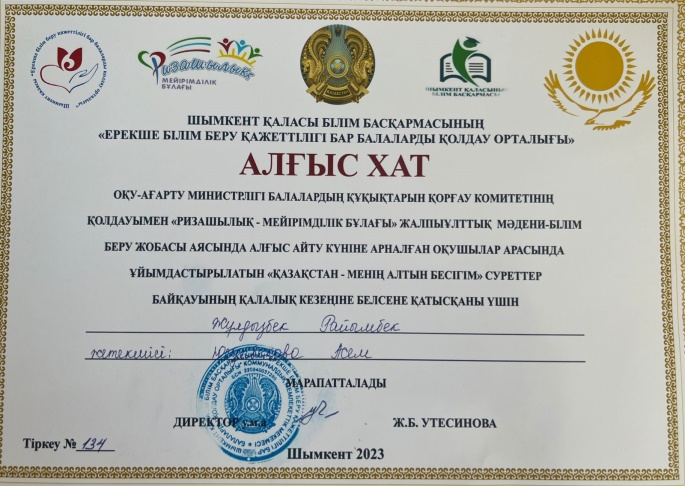 Ризашылық
МЕЙІРІМДІЛІК
БҰЛАҒЫ
ҚАЗАҚСТАН
ШЫМКЕНТ ҚАЛАСЫНЫҢ
БІЛІМ БАСҚАРМАСЫ
ШЫМКЕНТ ҚАЛАСЫ БІЛІМ БАСҚАРМАСЫНЫҢ
«ЕРЕКШЕ БІЛІМ БЕРУ ҚАЖЕТТІЛІГІ БАР БАЛАЛАРДЫ ҚОЛДАУ ОРТАЛЫҒЫ»
АЛҒЫС ХАТ
ОҚУ-АҒАРТУ МИНИСТРЛІГІ БАЛАЛАРДЫҢ ҚҰҚЫҚТАРЫН ҚОРҒАУ КОМИТЕТІНІҢ
ҚОЛДАУЫМЕН «РИЗАШЫЛЫҚ - МЕЙІРІМДІЛІК БҰЛАҒЫ» ЖАЛПЫҰЛТТЫҚ МӘДЕНИ-БІЛІМ
БЕРУ ЖОБАСЫ АЯСЫНДА АЛҒЫС АЙТУ КҮНІНЕ АРНАЛҒАН ОҚУШЫЛАР АРАСЫНДА
ҰЙЫМДАСТЫРЫЛАТЫН «ҚАЗАҚСТАН - МЕНІҢ АЛТЫН БЕСІГІМ» СУРЕТТЕР
БАЙҚАУЫНЫҢ ҚАЛАЛЫҚ КЕЗЕҢІНЕ БЕЛСЕНЕ ҚАТЫСҚАНЫ ҮШІН
Жұлдызбек Райымбек
жетекшісі: Асем
МАРАПАТТАЛАДЫ
ДИРЕКТОР у.м.а Ж.Б. УТЕСИНОВА
Тіркеу № 134
Шымкент 2023